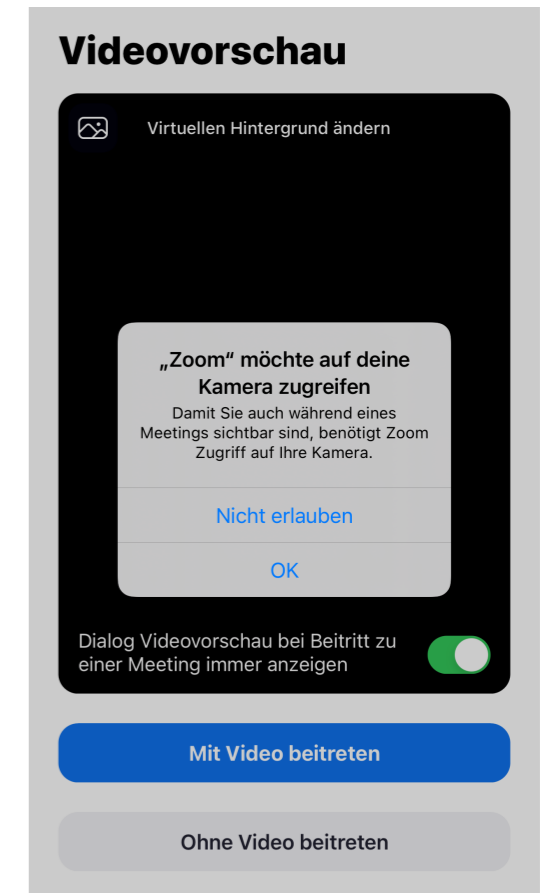 Videovorschau
Virtuellen Hintergrund ändern
„Zoom“ möchte auf deine
Kamera zugreifen
Damit Sie auch während eines
Meetings sichtbar sind, benötigt Zoom
Zugriff auf Ihre Kamera.
Nicht erlauben
OK
Dialog Videovorschau bei Beitritt zu
einer Meeting immer anzeigen
Mit Video beitreten
Ohne Video beitreten